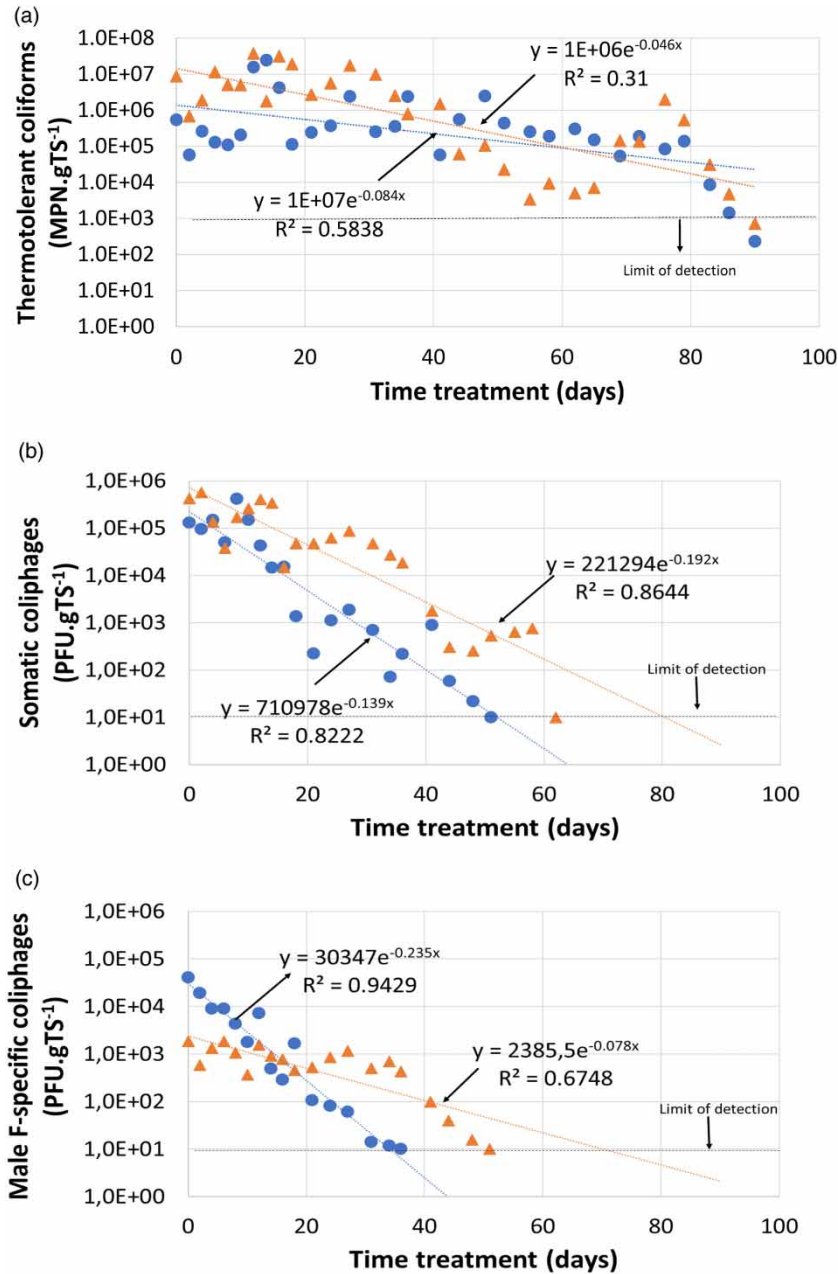 (a)
Thermotolerant coliforms
(MPN.gTS⁻¹)
1.0E+08
1.0E+07
1.0E+06
1.0E+05
1.0E+04
1.0E+03
1.0E+02
1.0E+01
1.0E+00
y = 1E+06e^-0.046x
R² = 0.31
y = 1E+07e^-0.084x
R² = 0.5838
Limit of detection
0 20 40 60 80 100
Time treatment (days)
(b)
Somatic coliphages
(PFU.gTS⁻¹)
1,0E+06
1,0E+05
1,0E+04
1,0E+03
1,0E+02
1,0E+01
1,0E+00
y = 221294e^-0.192x
R² = 0.8644
Limit of detection
y = 710978e^-0.139x
R² = 0.8222
0 20 40 60 80 100
Time treatment (days)
(c)
Male F-specific coliphages
(PFU.gTS⁻¹)
1,0E+06
1,0E+05
1,0E+04
1,0E+03
1,0E+02
1,0E+01
1,0E+00
y = 30347e^-0.235x
R² = 0.9429
y = 2385,5e^-0.078x
R² = 0.6748
Limit of detection
0 20 40 60 80 100
Time treatment (days)